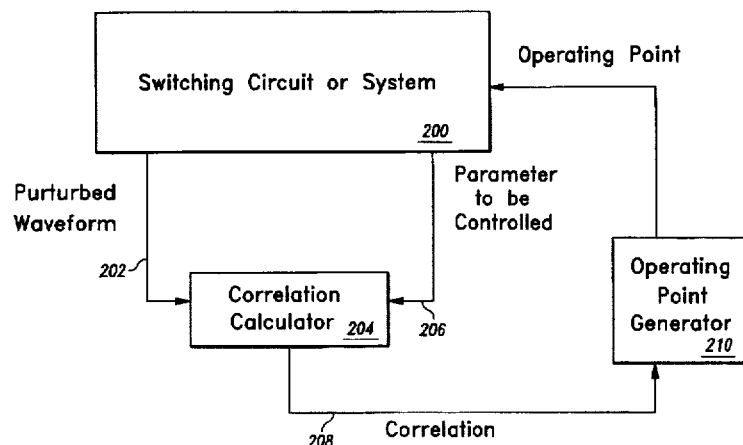 Switching Circuit or System
200
Operating Point
Purturbed
Waveform
202
Parameter
to be
Controlled
206
Correlation
Calculator 204
Operating
Point
Generator
210
208
Correlation